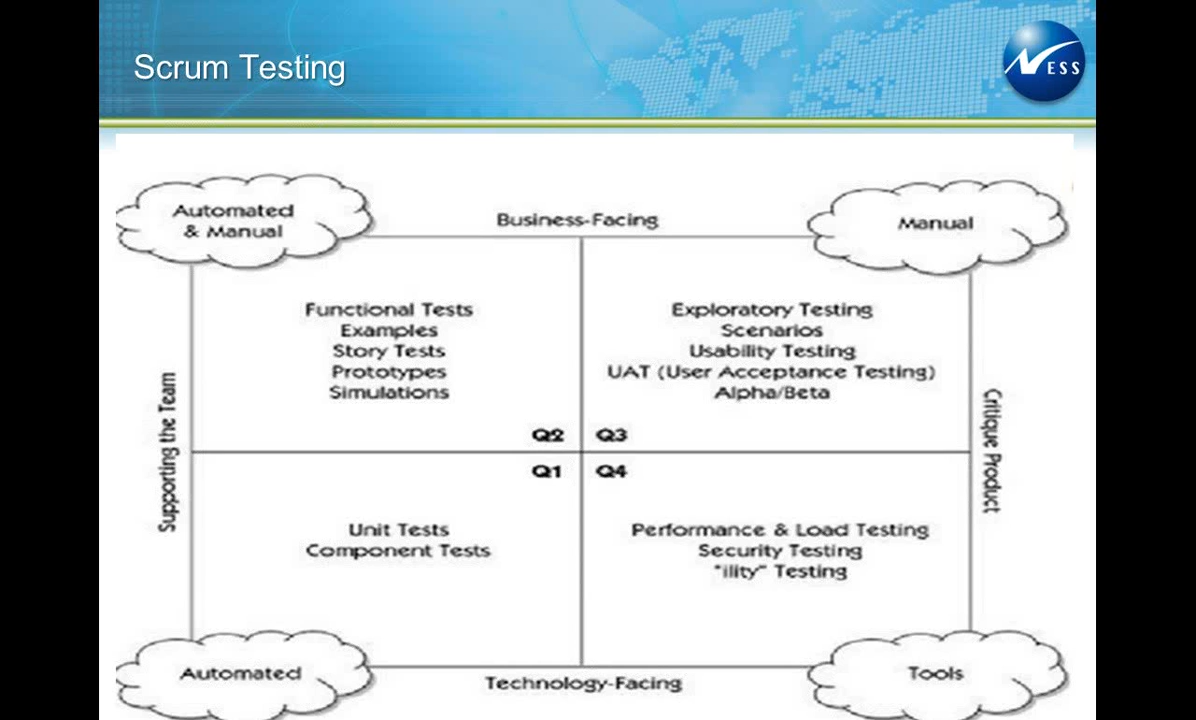 Scrum Testing
NESS
Automated
& Manual
Business-Facing
Manual
Functional Tests
Examples
Story Tests
Prototypes
Simulations
Exploratory Testing
Scenarios
Usability Testing
UAT (User Acceptance Testing)
Alpha/Beta
Supporting the Team
Critique Product
Q2
Q3
Q1
Q4
Unit Tests
Component Tests
Performance & Load Testing
Security Testing
"ility" Testing
Automated
Technology-Facing
Tools